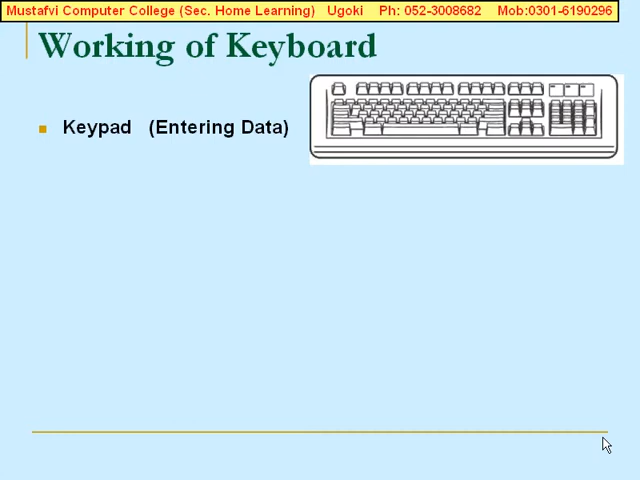 Mustafvi Computer College (Sec. Home Learning) Ugoki Ph: 052-3008682 Mob:0301-6190296
Working of Keyboard
Keypad (Entering Data)